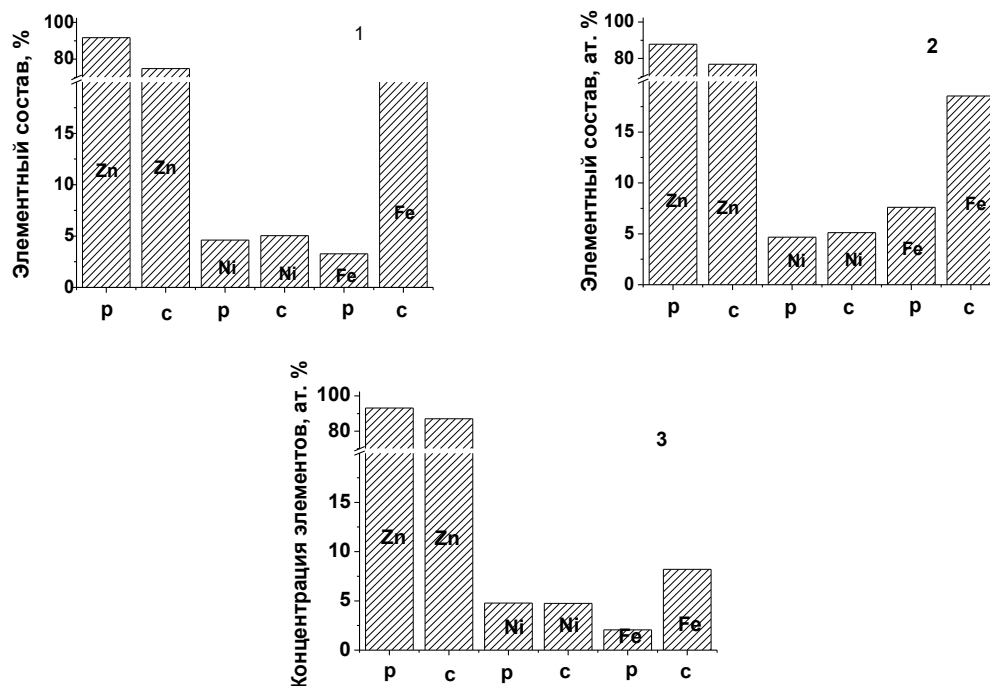 Элементный состав, %
100
80
15
10
5
0
1
Zn
Zn
Ni
Ni
Fe
Fe
р с р с р с
Элементный состав, ат. %
100
80
15
10
5
0
2
Zn
Zn
Ni
Ni
Fe
Fe
р с р с р с
Концентрация элементов, ат. %
100
80
15
10
5
0
3
Zn
Zn
Ni
Ni
Fe
Fe
р с р с р с